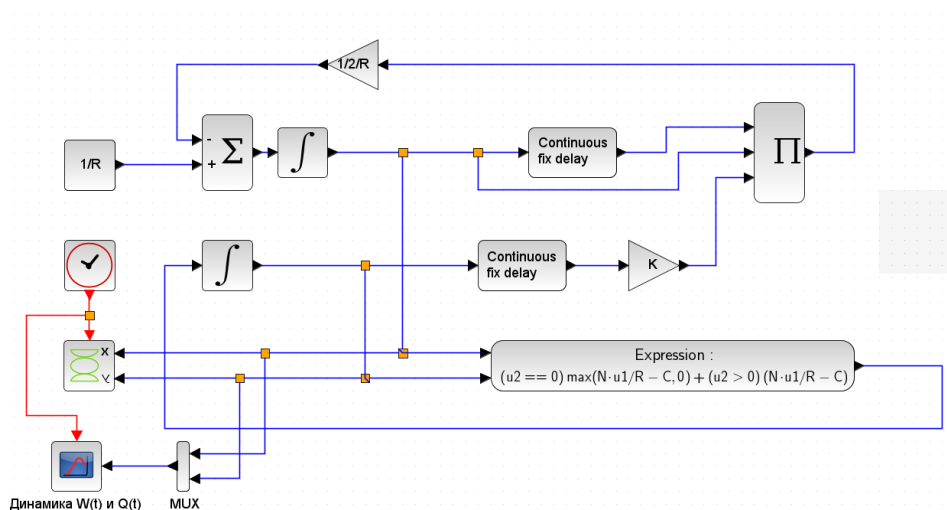 1/2/R
1/R
-
+
Σ
∫
Continuous
fix delay
Π
∫
Continuous
fix delay
K
X
Y
Expression :
(u2 == 0) max(N·u1/R − C, 0) + (u2 > 0) (N·u1/R − C)
Динамика W(t) и Q(t)
MUX